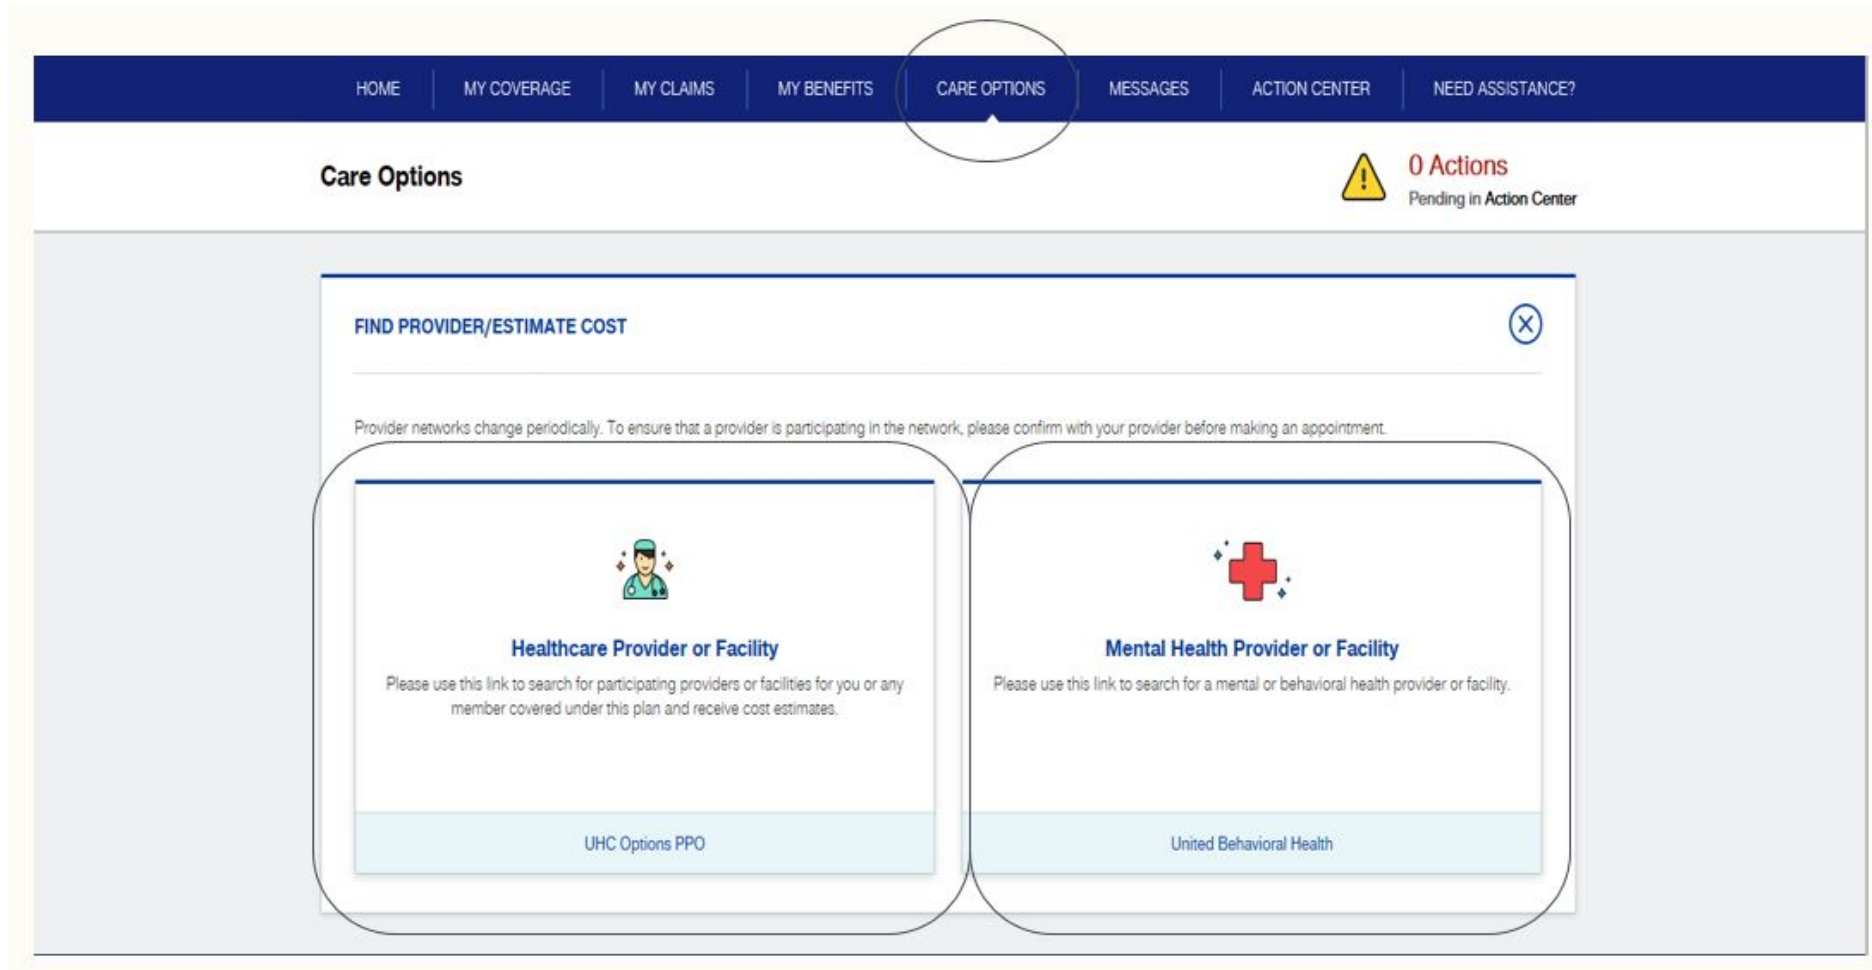 HOME MY COVERAGE MY CLAIMS MY BENEFITS CARE OPTIONS MESSAGES ACTION CENTER NEED ASSISTANCE?
Care Options
0 Actions
Pending in Action Center
FIND PROVIDER/ESTIMATE COST
Provider networks change periodically. To ensure that a provider is participating in the network, please confirm with your provider before making an appointment.
Healthcare Provider or Facility
Please use this link to search for participating providers or facilities for you or any
member covered under this plan and receive cost estimates.
UHC Options PPO
Mental Health Provider or Facility
Please use this link to search for a mental or behavioral health provider or facility.
United Behavioral Health